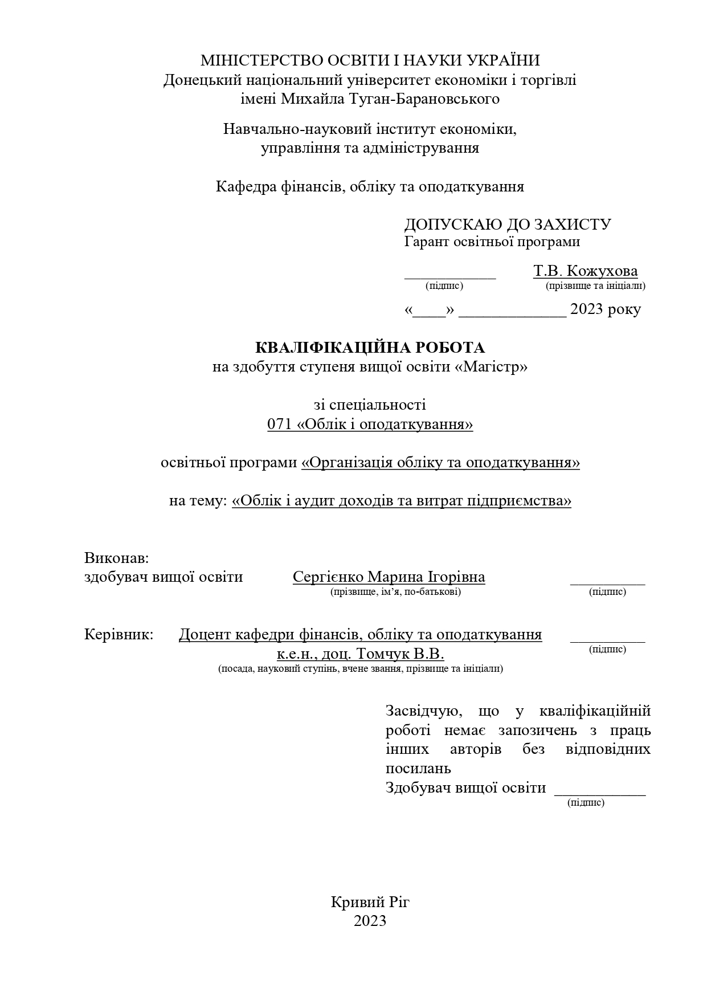 МІНІСТЕРСТВО ОСВІТИ І НАУКИ УКРАЇНИ
Донецький національний університет економіки і торгівлі
імені Михайла Туган-Барановського
Навчально-науковий інститут економіки,
управління та адміністрування
Кафедра фінансів, обліку та оподаткування
ДОПУСКАЮ ДО ЗАХИСТУ
Гарант освітньої програми
___________ Т.В. Кожухова
(підпис) (прізвище та ініціали)
«____» _____________ 2023 року
КВАЛІФІКАЦІЙНА РОБОТА
на здобуття ступеня вищої освіти «Магістр»
зі спеціальності
071 «Облік і оподаткування»
освітньої програми «Організація обліку та оподаткування»
на тему: «Облік і аудит доходів та витрат підприємства»
Виконав:
здобувач вищої освіти Сергієнко Марина Ігорівна _________
(прізвище, ім’я, по-батькові) (підпис)
Керівник: Доцент кафедри фінансів, обліку та оподаткування _________
к.е.н., доц. Томчук В.В. (підпис)
(посада, науковий ступінь, вчене звання, прізвище та ініціали)
Засвідчую, що у кваліфікаційній
роботі немає запозичень з праць
інших авторів без відповідних
посилань
Здобувач вищої освіти ___________
(підпис)
Кривий Ріг
2023